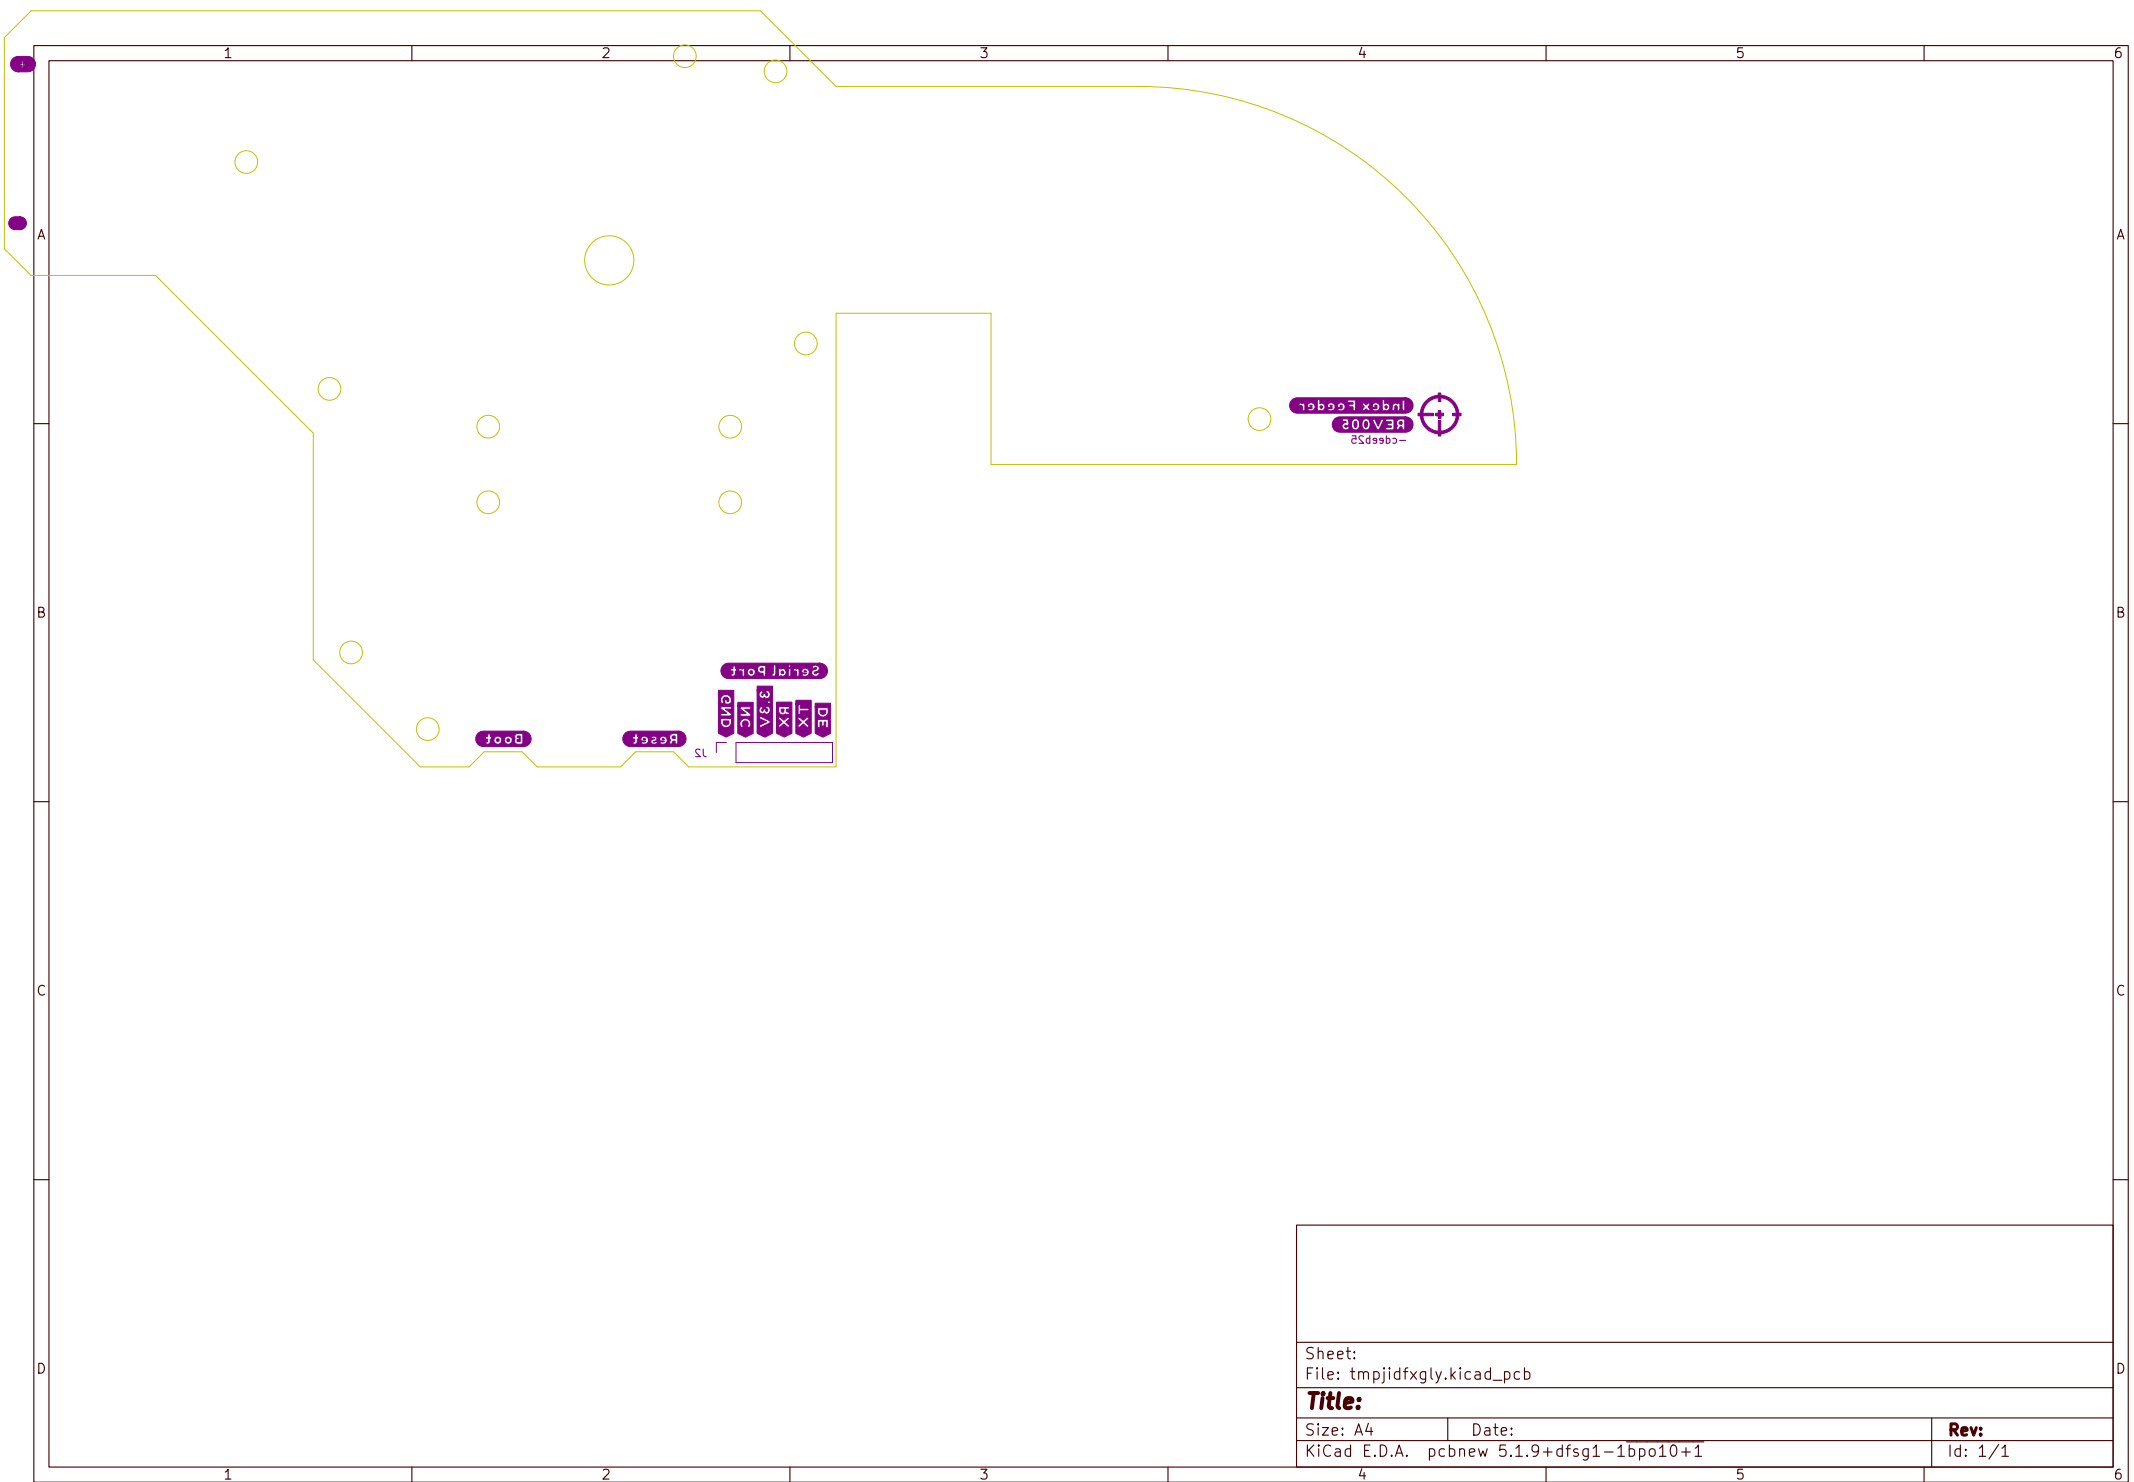 1 2 3 4 5 6
+
A A
Index Feeder
REV005
-cdeeb25
B B
Serial Port
GND NC 3.3V RX TX DE
Boot Reset
J2
C C
D D
Sheet:
File: tmpjidfxgly.kicad_pcb
Title:
Size: A4 Date: Rev:
KiCad E.D.A. pcbnew 5.1.9+dfsg1-1bpo10+1 Id: 1/1
1 2 3 4 5 6